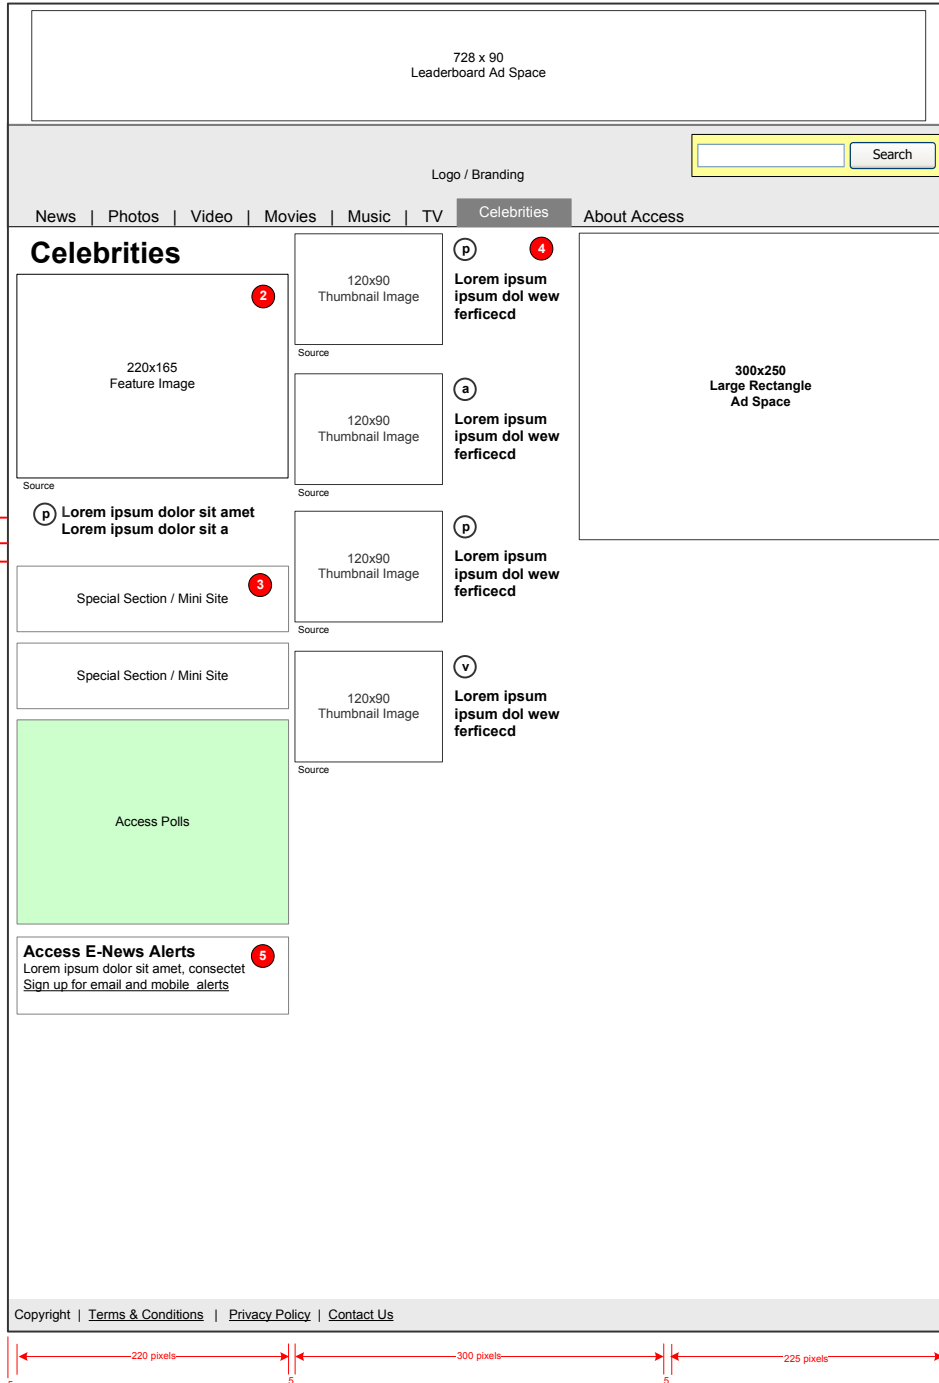 728 x 90
Leaderboard Ad Space
Search
Logo / Branding
News | Photos | Video | Movies | Music | TV Celebrities About Access
Celebrities
2
220x165
Feature Image
Source
p Lorem ipsum dolor sit amet
Lorem ipsum dolor sit a
3
Special Section / Mini Site
Special Section / Mini Site
Access Polls
Access E-News Alerts
5
Lorem ipsum dolor sit amet, consectet
Sign up for email and mobile alerts
120x90
Thumbnail Image
Source
p
4
Lorem ipsum
ipsum dol wew
ferficecd
120x90
Thumbnail Image
Source
a
Lorem ipsum
ipsum dol wew
ferficecd
120x90
Thumbnail Image
Source
p
Lorem ipsum
ipsum dol wew
ferficecd
120x90
Thumbnail Image
Source
v
Lorem ipsum
ipsum dol wew
ferficecd
300x250
Large Rectangle
Ad Space
Copyright | Terms & Conditions | Privacy Policy | Contact Us
220 pixels 300 pixels 225 pixels
5 5